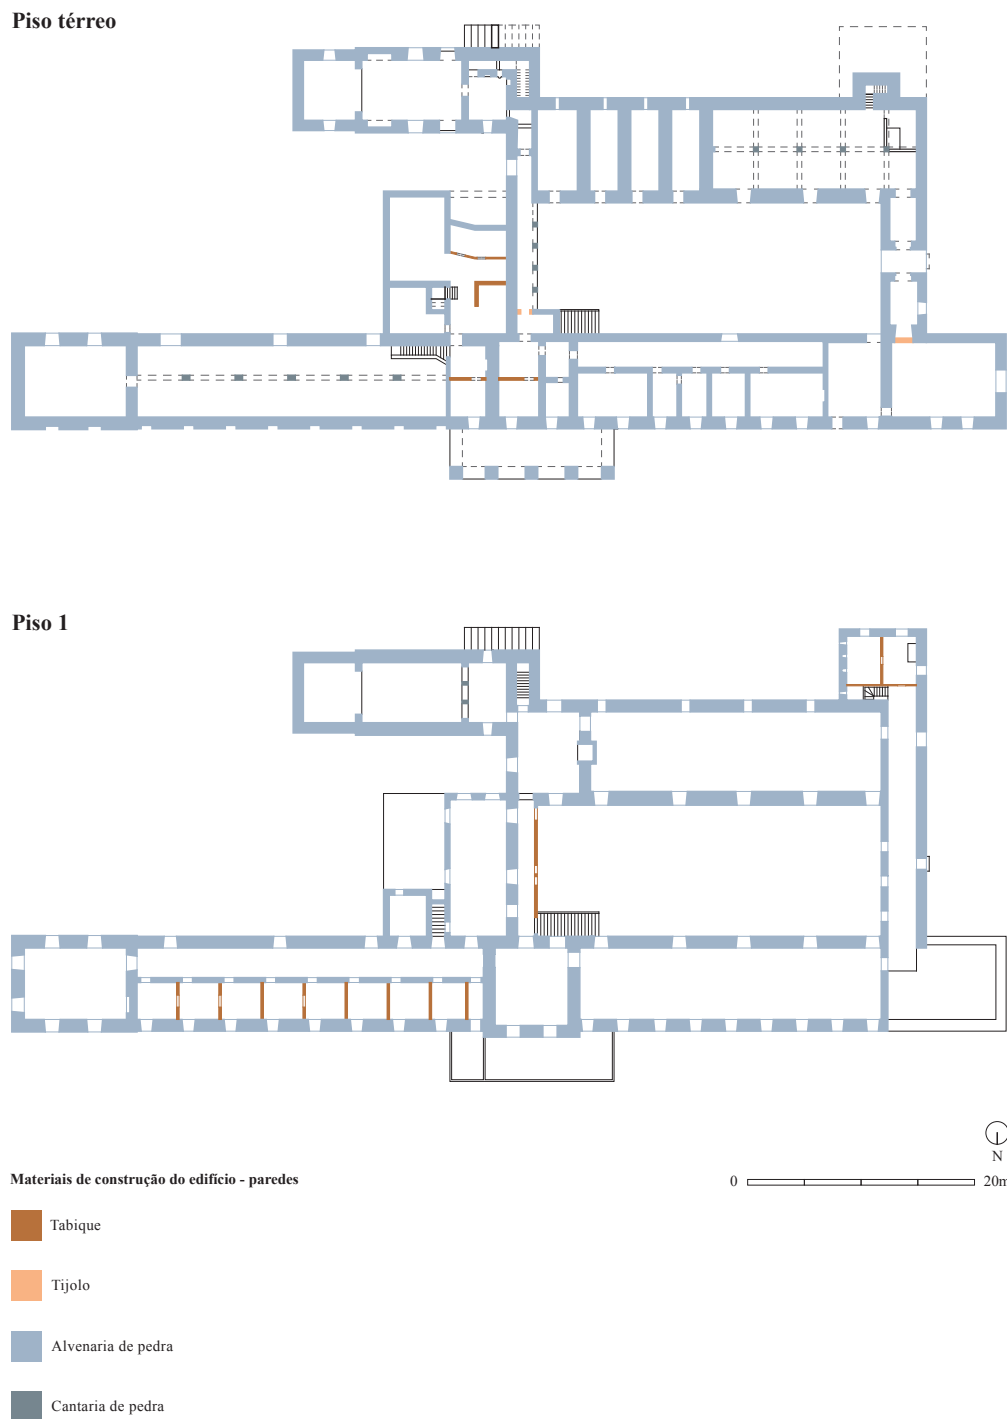 Piso térreo
Piso 1
N
0 20m
Materiais de construção do edifício - paredes
Tabique
Tijolo
Alvenaria de pedra
Cantaria de pedra